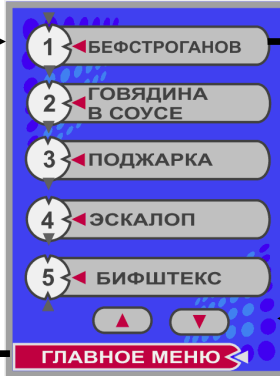 1 БЕФСТРОГАНОВ
2 ГОВЯДИНА
В СОУСЕ
3 ПОДЖАРКА
4 ЭСКАЛОП
5 БИФШТЕКС
ГЛАВНОЕ МЕНЮ